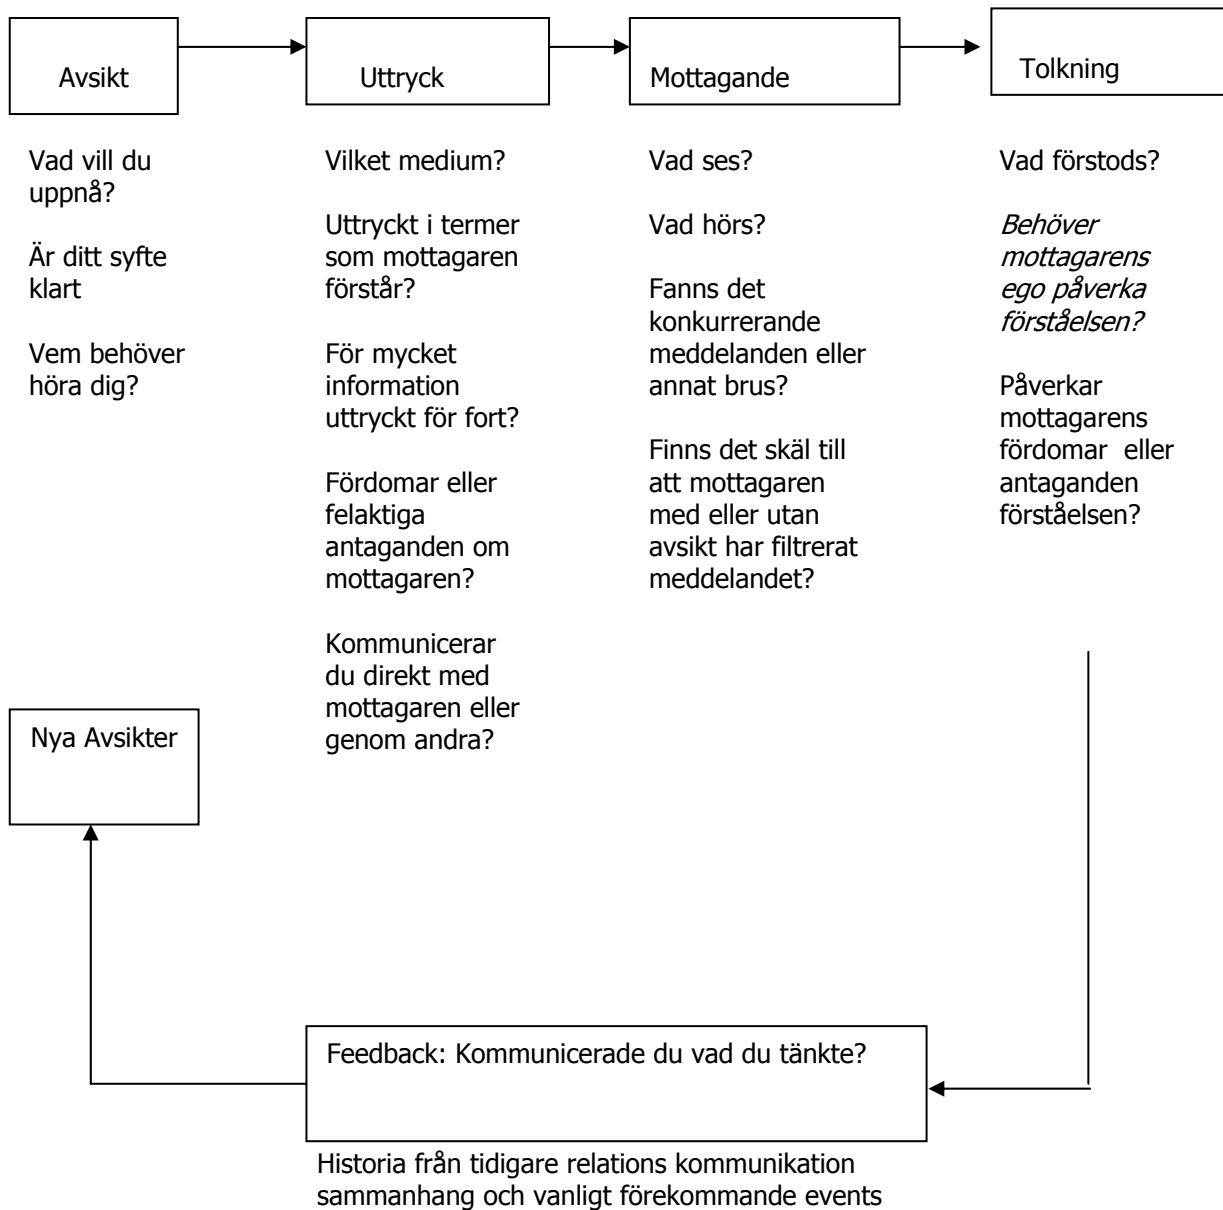 Avsikt
Uttryck
Mottagande
Tolkning
Vad vill du
uppnå?
Är ditt syfte
klart
Vem behöver
höra dig?
Vilket medium?
Uttryckt i termer
som mottagaren
förstår?
För mycket
information
uttryckt för fort?
Fördomar eller
felaktiga
antaganden om
mottagaren?
Kommunicerar
du direkt med
mottagaren eller
genom andra?
Vad ses?
Vad hörs?
Fanns det
konkurrerande
meddelanden eller
annat brus?
Finns det skäl till
att mottagaren
med eller utan
avsikt har filtrerat
meddelandet?
Vad förstods?
Behöver
mottagarens
ego påverka
förståelsen?
Påverkar
mottagarens
fördomar eller
antaganden
förståelsen?
Nya Avsikter
Feedback: Kommunicerade du vad du tänkte?
Historia från tidigare relations kommunikation
sammanhang och vanligt förekommande events